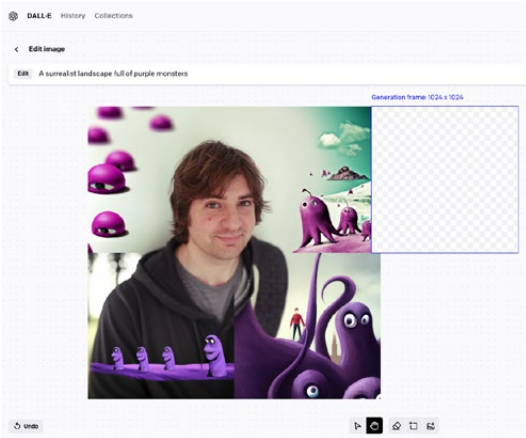 DALL·E History Collections
Edit image
Edit A surrealist landscape full of purple monsters
Generation frame: 1024 x 1024
Undo